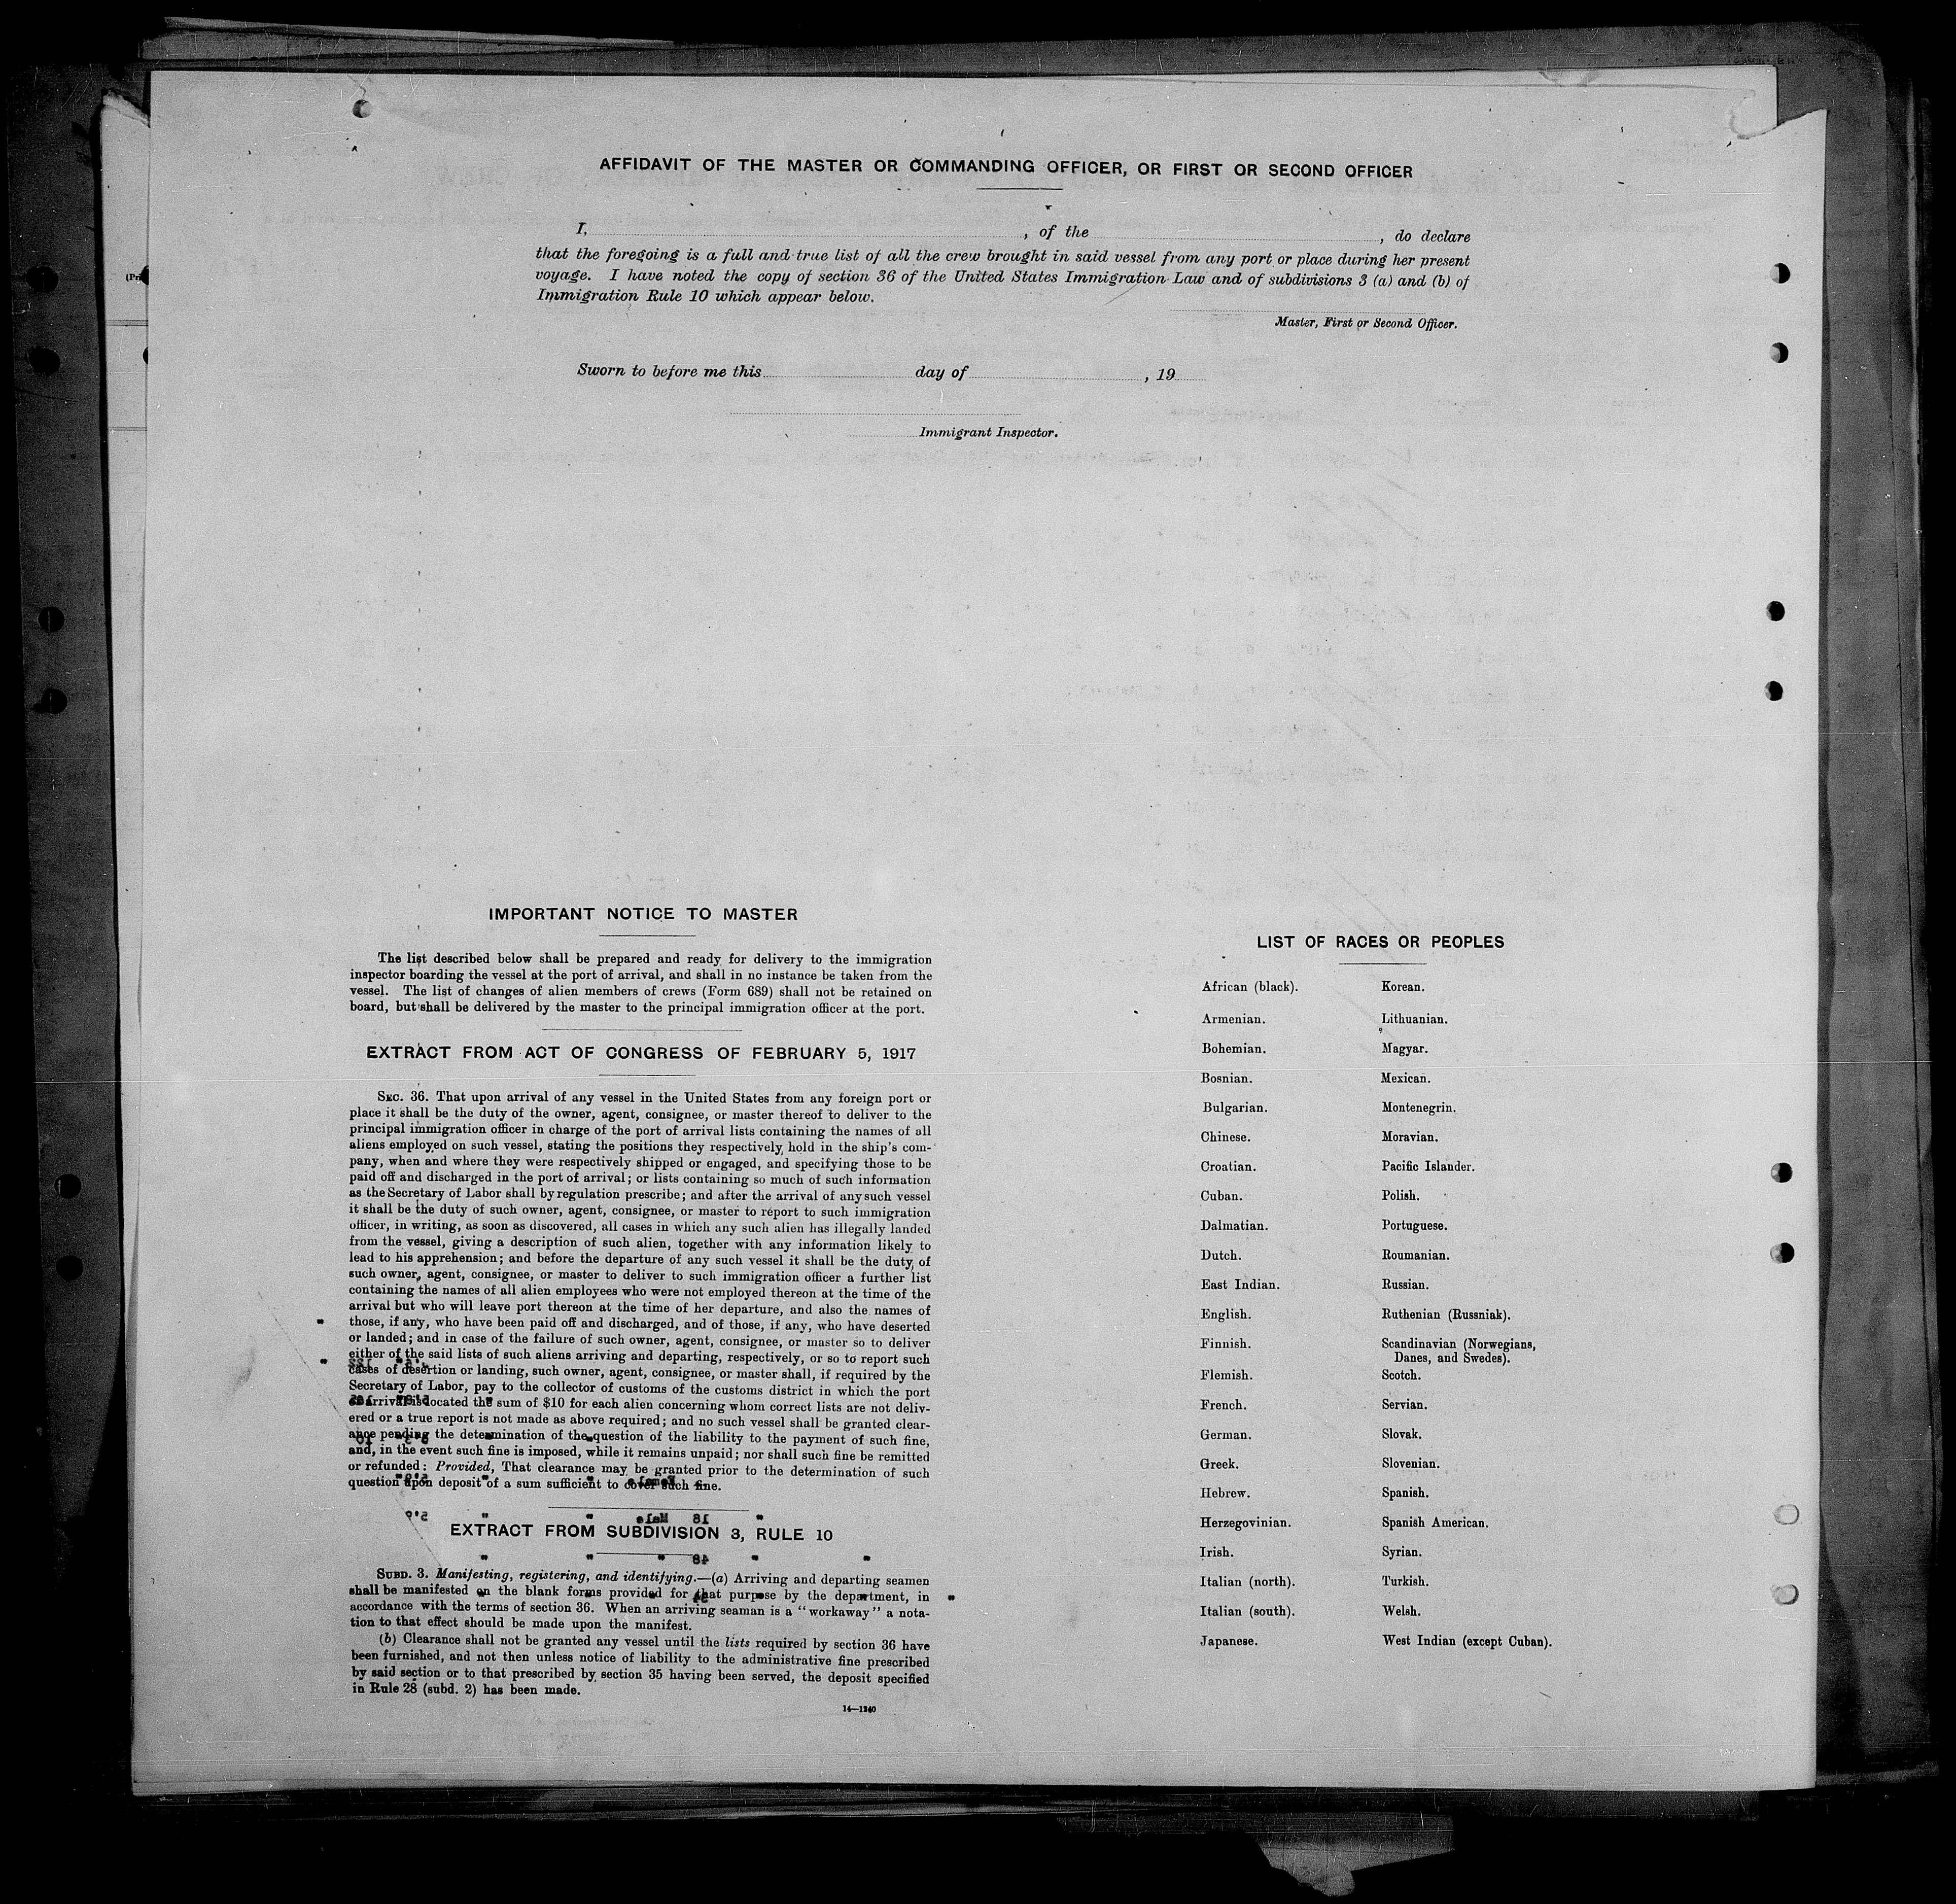 AFFIDAVIT OF THE MASTER OR COMMANDING OFFICER, OR FIRST OR SECOND OFFICER
I, , of the , do declare
that the foregoing is a full and true list of all the crew brought in said vessel from any port or place during her present
voyage. I have noted the copy of section 36 of the United States Immigration Law and of subdivisions 3 (a) and (b) of
Immigration Rule 10 which appear below.
Master, First or Second Officer.
Sworn to before me this day of , 19
Immigrant Inspector.
IMPORTANT NOTICE TO MASTER
The list described below shall be prepared and ready for delivery to the immigration
inspector boarding the vessel at the port of arrival, and shall in no instance be taken from the
vessel. The list of changes of alien members of crews (Form 689) shall not be retained on
board, but shall be delivered by the master to the principal immigration officer at the port.
EXTRACT FROM ACT OF CONGRESS OF FEBRUARY 5, 1917
SEC. 36. That upon arrival of any vessel in the United States from any foreign port or
place it shall be the duty of the owner, agent, consignee, or master thereof to deliver to the
principal immigration officer in charge of the port of arrival lists containing the names of all
aliens employed on such vessel, stating the positions they respectively hold in the ship's com-
pany, when and where they were respectively shipped or engaged, and specifying those to be
paid off and discharged in the port of arrival; or lists containing so much of such information
as the Secretary of Labor shall by regulation prescribe; and after the arrival of any such vessel
it shall be the duty of such owner, agent, consignee, or master to report to such immigration
officer, in writing, as soon as discovered, all cases in which any such alien has illegally landed
from the vessel, giving a description of such alien, together with any information likely to
lead to his apprehension; and before the departure of any such vessel it shall be the duty of
such owner, agent, consignee, or master to deliver to such immigration officer a further list
containing the names of all alien employees who were not employed thereon at the time of the
arrival but who will leave port thereon at the time of her departure, and also the names of
those, if any, who have been paid off and discharged, and of those, if any, who have deserted
or landed; and in case of the failure of such owner, agent, consignee, or master so to deliver
either of the said lists of such aliens arriving and departing, respectively, or so to report such
cases of desertion or landing, such owner, agent, consignee, or master shall, if required by the
Secretary of Labor, pay to the collector of customs of the customs district in which the port
of arrival is located the sum of $10 for each alien concerning whom correct lists are not deliv-
ered or a true report is not made as above required; and no such vessel shall be granted clear-
ance pending the determination of the question of the liability to the payment of such fine,
and, in the event such fine is imposed, while it remains unpaid; nor shall such fine be remitted
or refunded: Provided, That clearance may be granted prior to the determination of such
question upon deposit of a sum sufficient to cover such fine.
EXTRACT FROM SUBDIVISION 3, RULE 10
SUBD. 3. Manifesting, registering, and identifying.—(a) Arriving and departing seamen
shall be manifested on the blank forms provided for that purpose by the department, in
accordance with the terms of section 36. When an arriving seaman is a "workaway" a nota-
tion to that effect should be made upon the manifest.
(b) Clearance shall not be granted any vessel until the lists required by section 36 have
been furnished, and not then unless notice of liability to the administrative fine prescribed
by said section or to that prescribed by section 35 having been served, the deposit specified
in Rule 28 (subd. 2) has been made.
14—1240
LIST OF RACES OR PEOPLES
African (black).
Armenian.
Bohemian.
Bosnian.
Bulgarian.
Chinese.
Croatian.
Cuban.
Dalmatian.
Dutch.
East Indian.
English.
Finnish.
Flemish.
French.
German.
Greek.
Hebrew.
Herzegovinian.
Irish.
Italian (north).
Italian (south).
Japanese.
Korean.
Lithuanian.
Magyar.
Mexican.
Montenegrin.
Moravian.
Pacific Islander.
Polish.
Portuguese.
Roumanian.
Russian.
Ruthenian (Russniak).
Scandinavian (Norwegians,
Danes, and Swedes).
Scotch.
Servian.
Slovak.
Slovenian.
Spanish.
Spanish American.
Syrian.
Turkish.
Welsh.
West Indian (except Cuban).